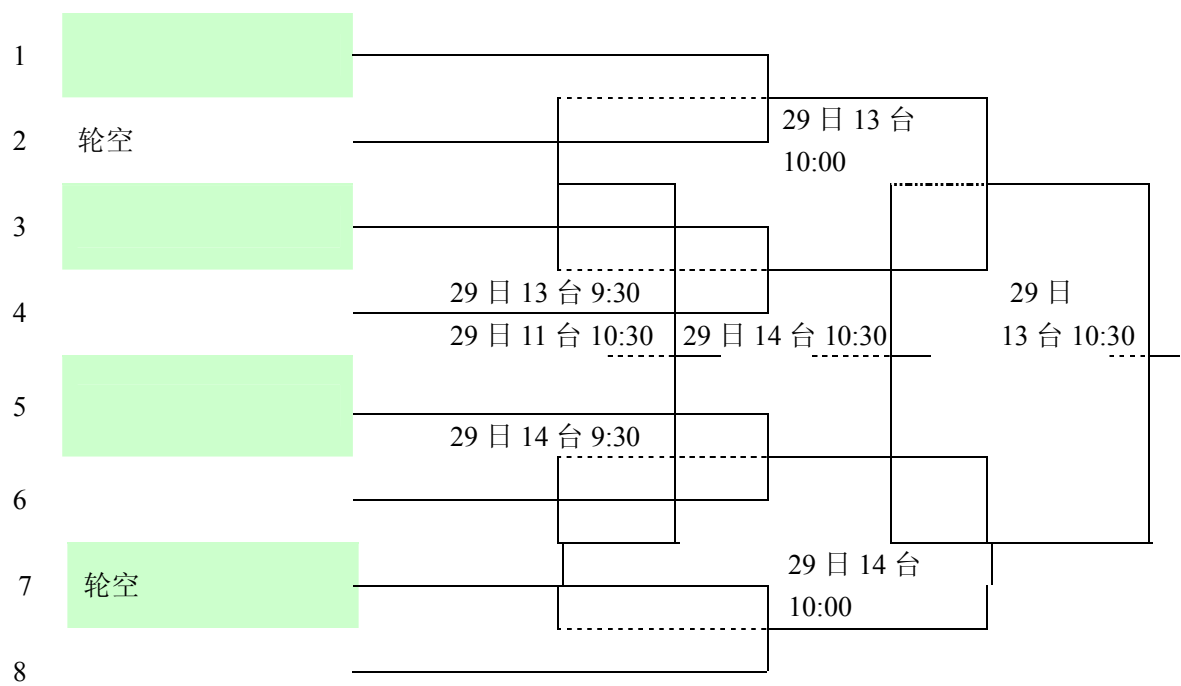 1
29 日 13 台
10:00
2 轮空
3
29 日 13 台 9:30
29 日
4
29 日 11 台 10:30
29 日 14 台 10:30
13 台 10:30
5
29 日 14 台 9:30
6
29 日 14 台
10:00
7 轮空
8